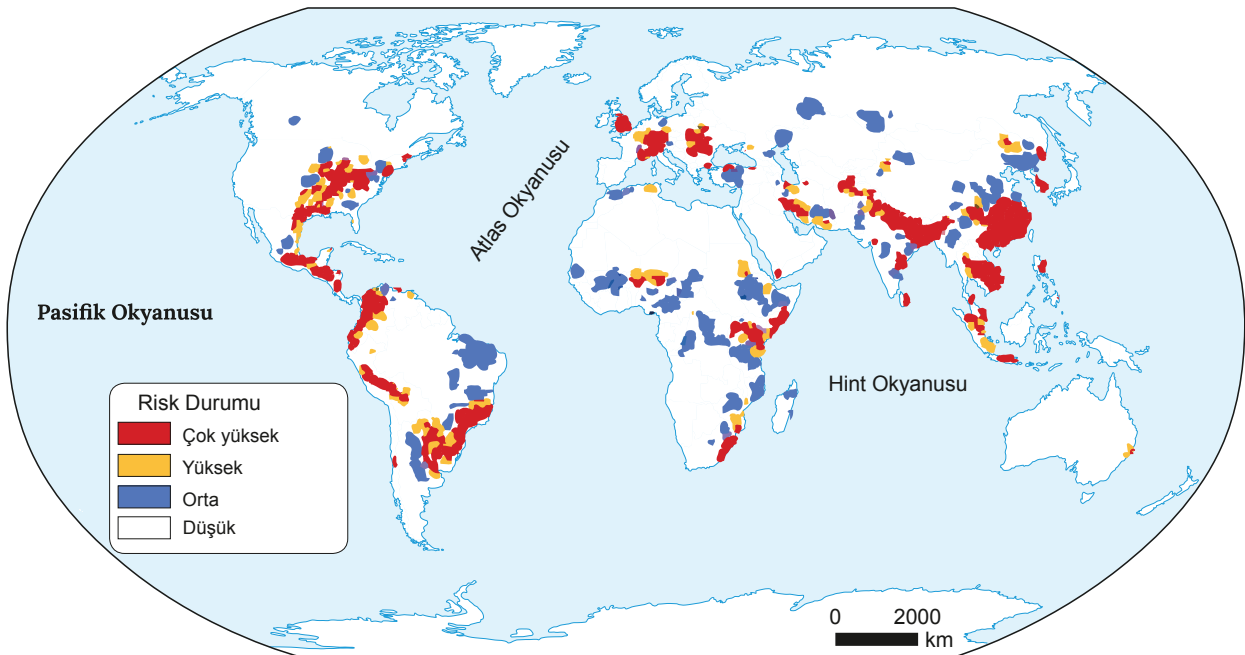 Atlas Okyanusu
Pasifik Okyanusu
Hint Okyanusu
Risk Durumu
Çok yüksek
Yüksek
Orta
Düşük
0 2000
km